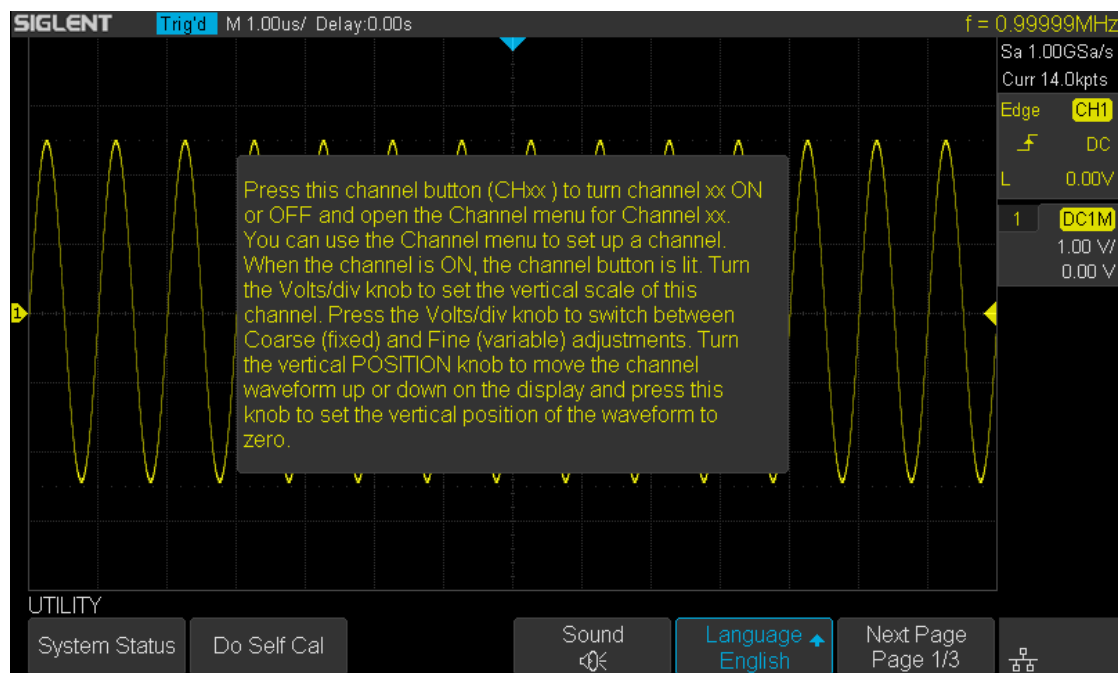 SIGLENT Trig'd M 1.00us/ Delay:0.00s f = 0.99999MHz
Sa 1.00GSa/s
Curr 14.0kpts
Edge CH1
DC
L 0.00V
1 DC1M
1.00 V/
0.00 V
1
Press this channel button (CHxx ) to turn channel xx ON
or OFF and open the Channel menu for Channel xx.
You can use the Channel menu to set up a channel.
When the channel is ON, the channel button is lit. Turn
the Volts/div knob to set the vertical scale of this
channel. Press the Volts/div knob to switch between
Coarse (fixed) and Fine (variable) adjustments. Turn
the vertical POSITION knob to move the channel
waveform up or down on the display and press this
knob to set the vertical position of the waveform to
zero.
UTILITY
System Status
Do Self Cal
Sound
Language
English
Next Page
Page 1/3